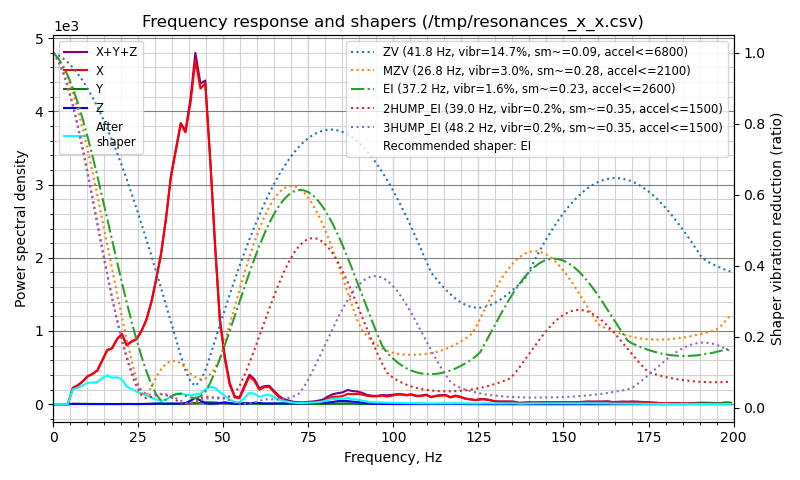 Frequency response and shapers (/tmp/resonances_x_x.csv)
1e3
X+Y+Z
X
Y
Z
After
shaper
ZV (41.8 Hz, vibr=14.7%, sm~=0.09, accel<=6800)
MZV (26.8 Hz, vibr=3.0%, sm~=0.28, accel<=2100)
EI (37.2 Hz, vibr=1.6%, sm~=0.23, accel<=2600)
2HUMP_EI (39.0 Hz, vibr=0.2%, sm~=0.35, accel<=1500)
3HUMP_EI (48.2 Hz, vibr=0.2%, sm~=0.35, accel<=1500)
Recommended shaper: EI
Power spectral density
5
4
3
2
1
0
1.0
0.8
0.6
0.4
0.2
0.0
Shaper vibration reduction (ratio)
0 25 50 75 100 125 150 175 200
Frequency, Hz